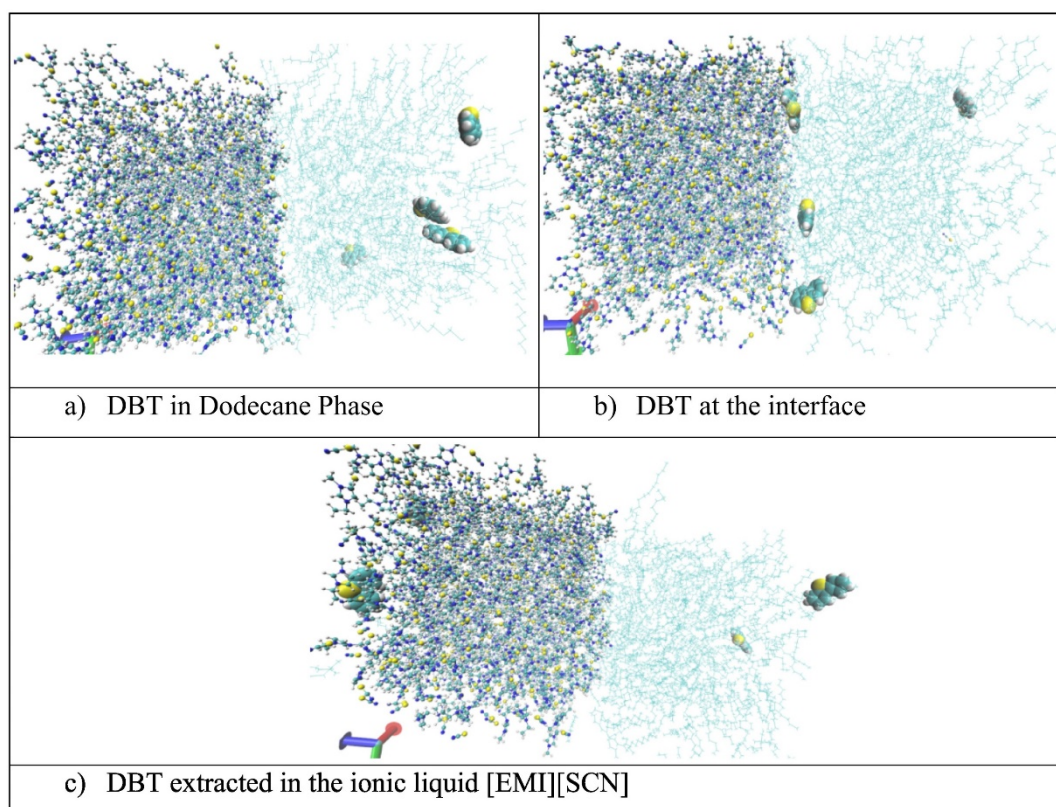 a) DBT in Dodecane Phase
b) DBT at the interface
c) DBT extracted in the ionic liquid [EMI][SCN]